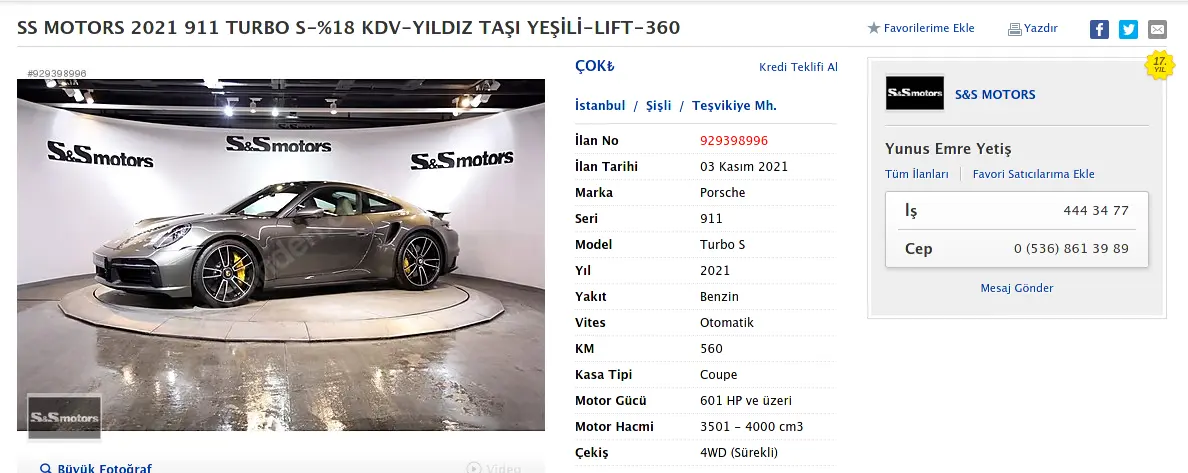 SS MOTORS 2021 911 TURBO S-%18 KDV-YILDIZ TAŞI YEŞİLİ-LIFT-360
Favorilerime Ekle
Yazdır
#929398996
S&S motors
S&S motors
S&S motors
S&S motors
Büyük Fotoğraf
Video
ÇOK₺
Kredi Teklifi Al
İstanbul / Şişli / Teşvikiye Mh.
İlan No 929398996
İlan Tarihi 03 Kasım 2021
Marka Porsche
Seri 911
Model Turbo S
Yıl 2021
Yakıt Benzin
Vites Otomatik
KM 560
Kasa Tipi Coupe
Motor Gücü 601 HP ve üzeri
Motor Hacmi 3501 - 4000 cm3
Çekiş 4WD (Sürekli)
17.
YIL
S&S motors
S&S MOTORS
Yunus Emre Yetiş
Tüm İlanları
Favori Satıcılarıma Ekle
İş 444 34 77
Cep 0 (536) 861 39 89
Mesaj Gönder